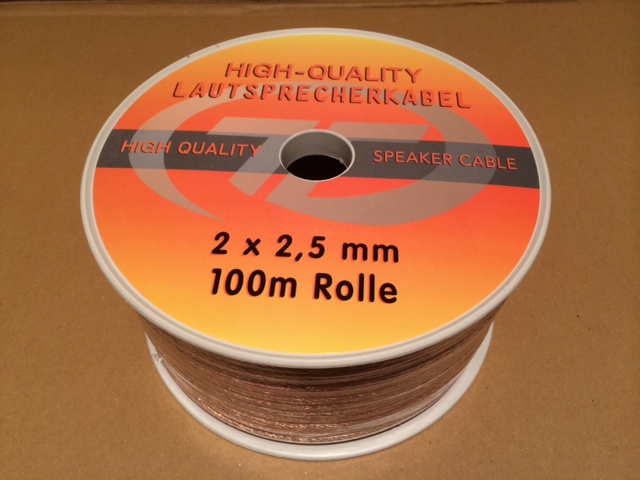 HIGH-QUALITY
LAUTSPRECHERKABEL
HIGH QUALITY SPEAKER CABLE
2 x 2,5 mm
100m Rolle